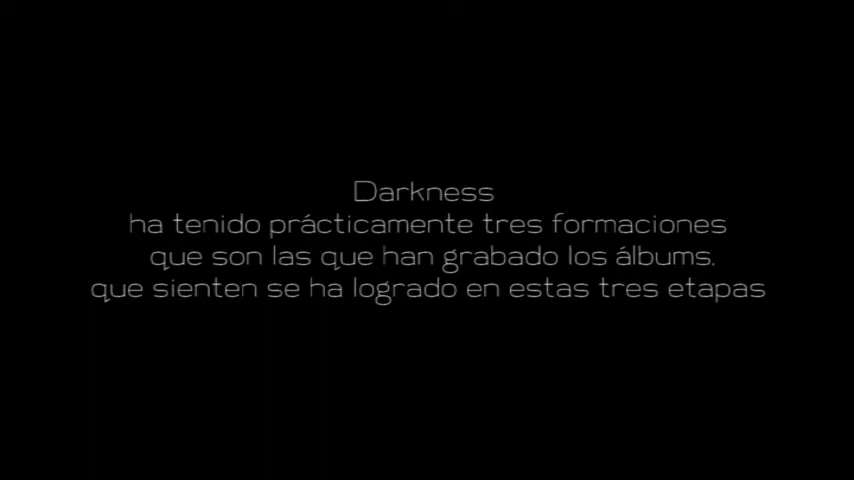 Darkness
ha tenido prácticamente tres formaciones
que son las que han grabado los álbums,
que sienten se ha logrado en estas tres etapas